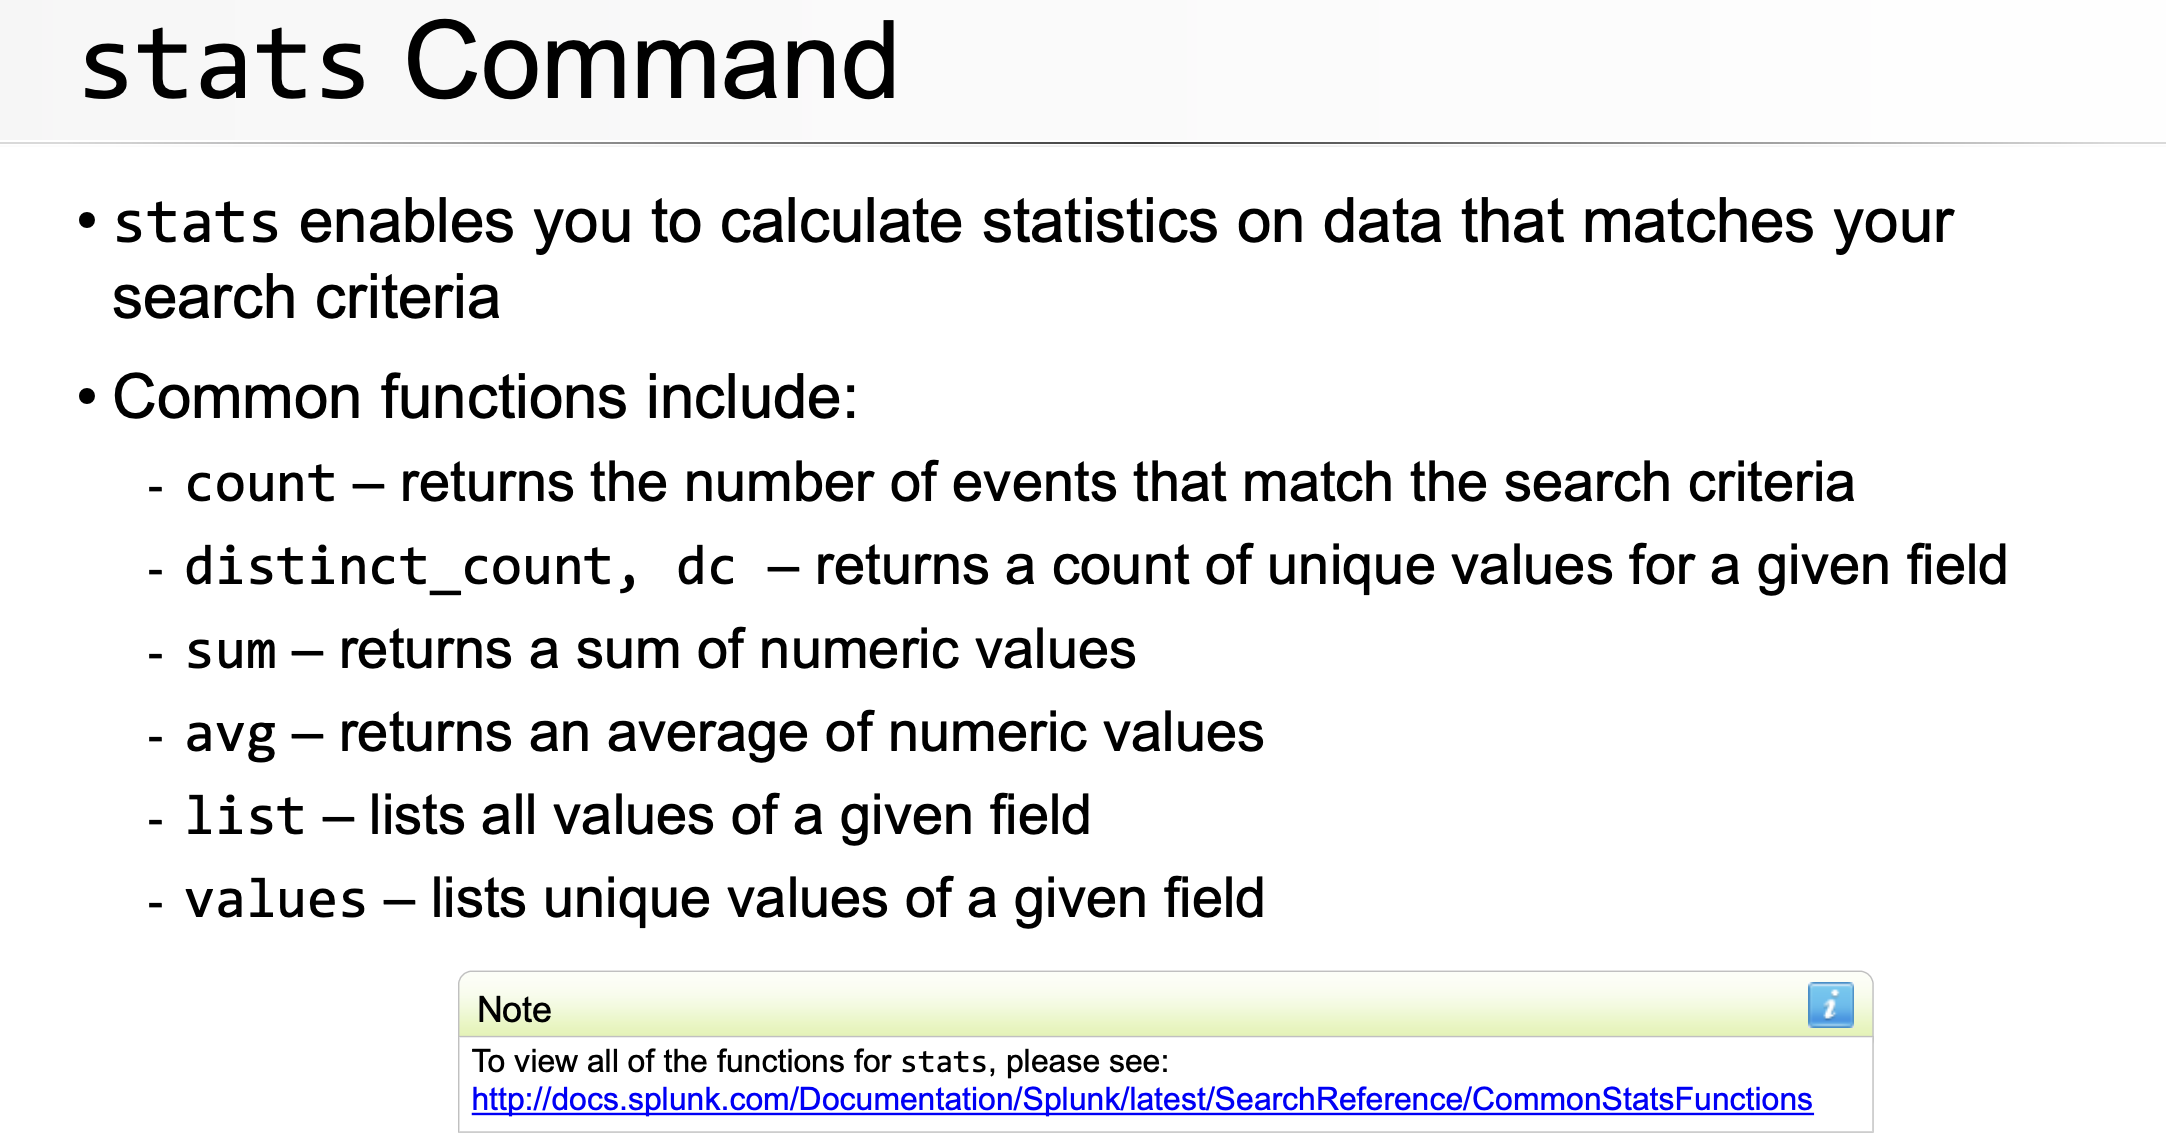 stats Command
• stats enables you to calculate statistics on data that matches your
search criteria
• Common functions include:
- count – returns the number of events that match the search criteria
- distinct_count, dc – returns a count of unique values for a given field
- sum – returns a sum of numeric values
- avg – returns an average of numeric values
- list – lists all values of a given field
- values – lists unique values of a given field
Note
i
To view all of the functions for stats, please see:
http://docs.splunk.com/Documentation/Splunk/latest/SearchReference/CommonStatsFunctions